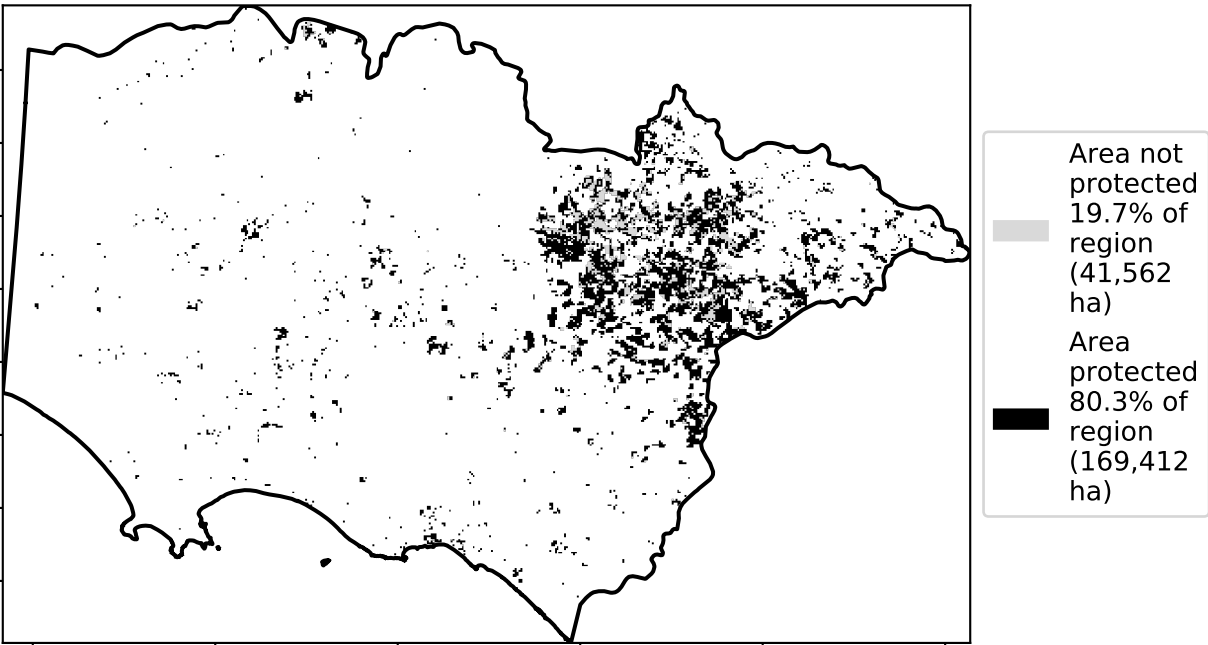 Area not
protected
19.7% of
region
(41,562
ha)
Area
protected
80.3% of
region
(169,412
ha)